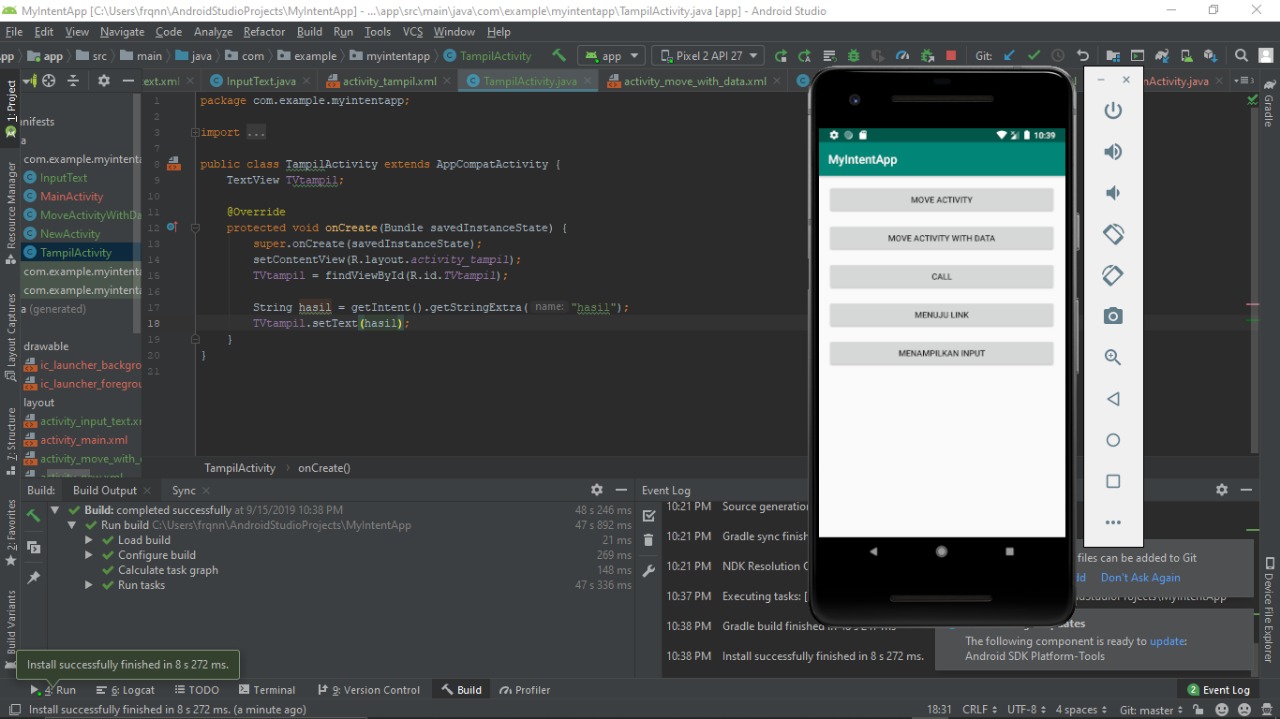 MyIntentApp [C:\Users\frqnn\AndroidStudioProjects\MyIntentApp] - ...\app\src\main\java\com\example\myintentapp\TampilActivity.java [app] - Android Studio
File Edit View Navigate Code Analyze Refactor Build Run Tools VCS Window Help
pp app src main java com example myintentapp TampilActivity app Pixel 2 API 27 Git:
ext.xml InputText.java activity_tampil.xml TampilActivity.java activity_move_with_data.xml nActivity.java
1: Project
Resource Manager
Layout Captures
7: Structure
2: Favorites
Build Variants
nifests
a
com.example.myintenta
InputText
MainActivity
MoveActivityWithDa
NewActivity
TampilActivity
com.example.myintenta
com.example.myintenta
a (generated)
drawable
ic_launcher_backgro
ic_launcher_foregrou
layout
activity_input_text.xm
activity_main.xml
activity_move_with_d
1 package com.example.myintentapp;
2
3 import ...
8 public class TampilActivity extends AppCompatActivity {
9 TextView TVtampil;
10
11 @Override
12 protected void onCreate(Bundle savedInstanceState) {
13 super.onCreate(savedInstanceState);
14 setContentView(R.layout.activity_tampil);
15 TVtampil = findViewById(R.id.TVtampil);
16
17 String hasil = getIntent().getStringExtra( name: "hasil");
18 TVtampil.setText(hasil);
19 }
20 }
21
TampilActivity › onCreate()
10:39
MyIntentApp
MOVE ACTIVITY
MOVE ACTIVITY WITH DATA
CALL
MENUJU LINK
MENAMPILKAN INPUT
Gradle
Device File Explorer
Build: Build Output Sync
Build: completed successfully at 9/15/2019 10:38 PM 48 s 246 ms
Run build C:\Users\frqnn\AndroidStudioProjects\MyIntentApp 47 s 892 ms
Load build 21 ms
Configure build 269 ms
Calculate task graph 148 ms
Run tasks 47 s 336 ms
Event Log
10:21 PM Source generation
10:21 PM Gradle sync finish
10:21 PM NDK Resolution O
10:37 PM Executing tasks: [
10:38 PM Gradle build finished in 48 s 247 ms
10:38 PM Install successfully finished in 8 s 272 ms.
files can be added to Git
dd Don't Ask Again
dStudioProjects\MyIntentApp
dates
The following component is ready to update:
Android SDK Platform-Tools
Install successfully finished in 8 s 272 ms.
4: Run 6: Logcat TODO Terminal 9: Version Control Build Profiler 2 Event Log
Install successfully finished in 8 s 272 ms. (a minute ago) 18:31 CRLF UTF-8 4 spaces Git: master